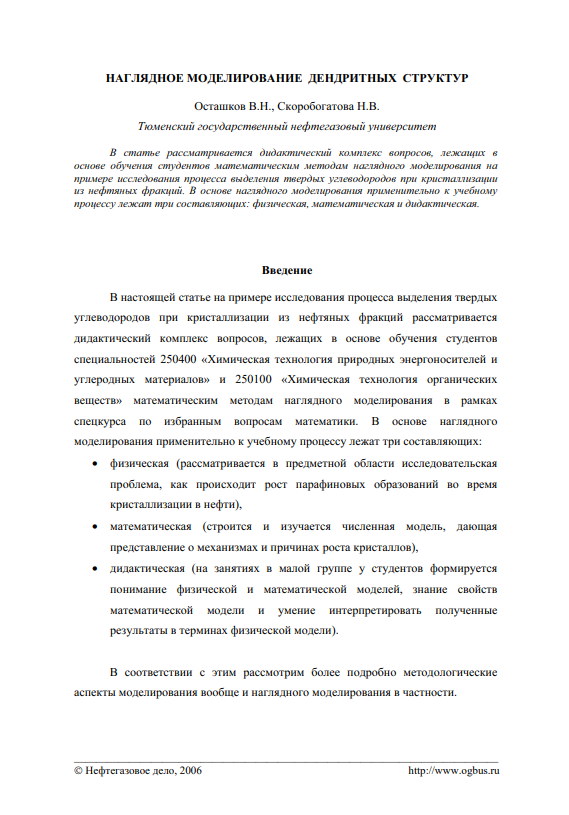 НАГЛЯДНОЕ МОДЕЛИРОВАНИЕ ДЕНДРИТНЫХ СТРУКТУР
Осташков В.Н., Скоробогатова Н.В.
Тюменский государственный нефтегазовый университет
В статье рассматривается дидактический комплекс вопросов, лежащих в
основе обучения студентов математическим методам наглядного моделирования на
примере исследования процесса выделения твердых углеводородов при кристаллизации
из нефтяных фракций. В основе наглядного моделирования применительно к учебному
процессу лежат три составляющих: физическая, математическая и дидактическая.
Введение
В настоящей статье на примере исследования процесса выделения твердых
углеводородов при кристаллизации из нефтяных фракций рассматривается
дидактический комплекс вопросов, лежащих в основе обучения студентов
специальностей 250400 «Химическая технология природных энергоносителей и
углеродных материалов» и 250100 «Химическая технология органических
веществ» математическим методам наглядного моделирования в рамках
спецкурса по избранным вопросам математики. В основе наглядного
моделирования применительно к учебному процессу лежат три составляющих:
• физическая (рассматривается в предметной области исследовательская
проблема, как происходит рост парафиновых образований во время
кристаллизации в нефти),
• математическая (строится и изучается численная модель, дающая
представление о механизмах и причинах роста кристаллов),
• дидактическая (на занятиях в малой группе у студентов формируется
понимание физической и математической моделей, знание свойств
математической модели и умение интерпретировать полученные
результаты в терминах физической модели).
В соответствии с этим рассмотрим более подробно методологические
аспекты моделирования вообще и наглядного моделирования в частности.
© Нефтегазовое дело, 2006 http://www.ogbus.ru